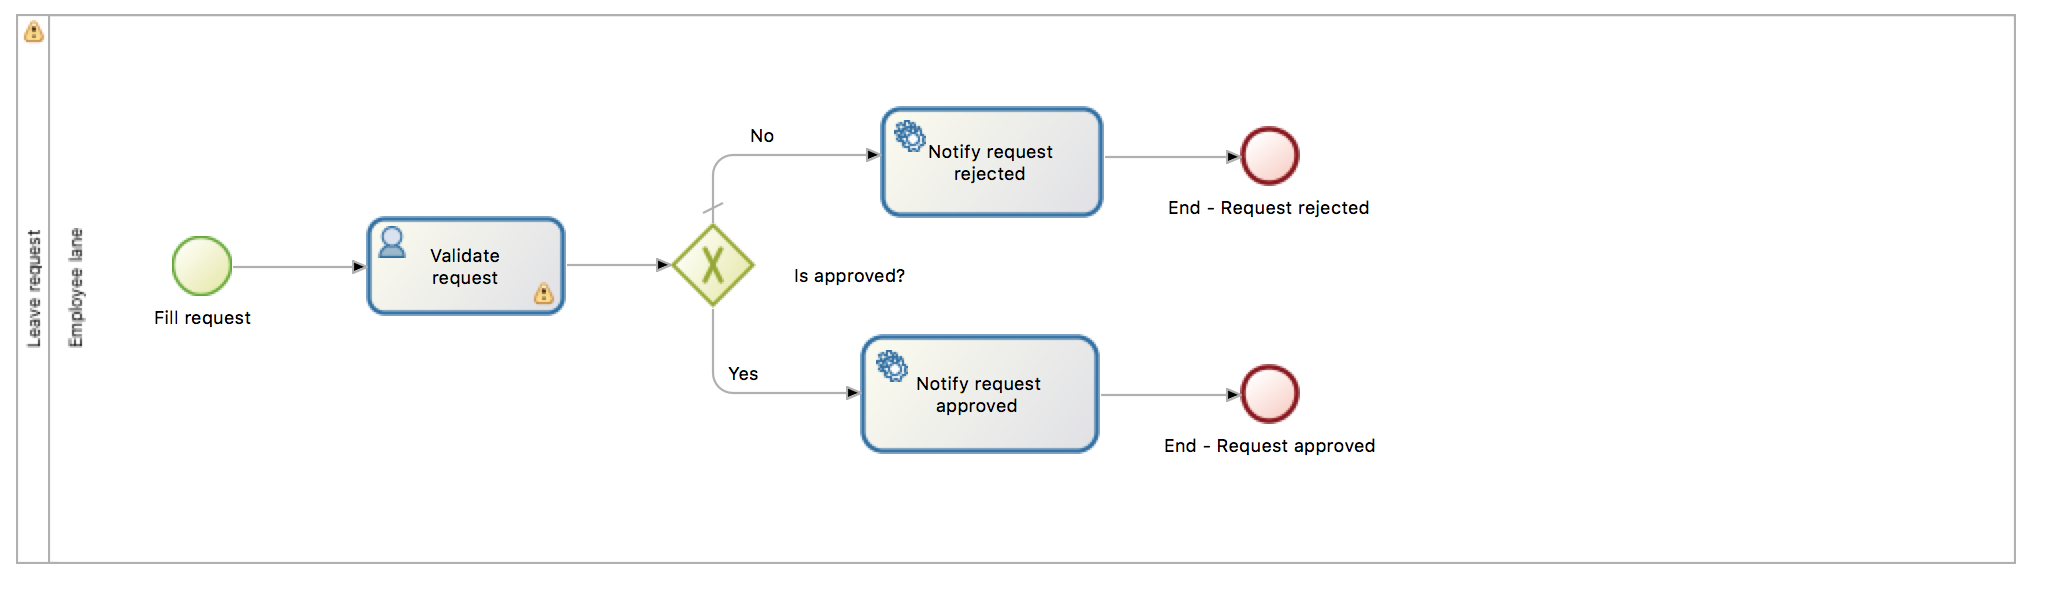 Leave request
Employee lane
Fill request
Validate
request
Is approved?
No
Notify request
rejected
End - Request rejected
Yes
Notify request
approved
End - Request approved